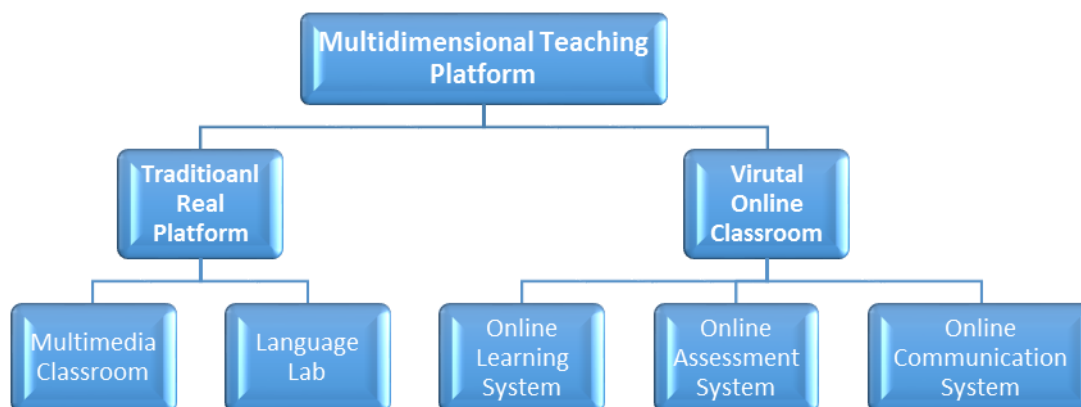 Multidimensional Teaching
Platform
Traditioanl
Real
Platform
Virutal
Online
Classroom
Multimedia
Classroom
Language
Lab
Online
Learning
System
Online
Assessment
System
Online
Communication
System